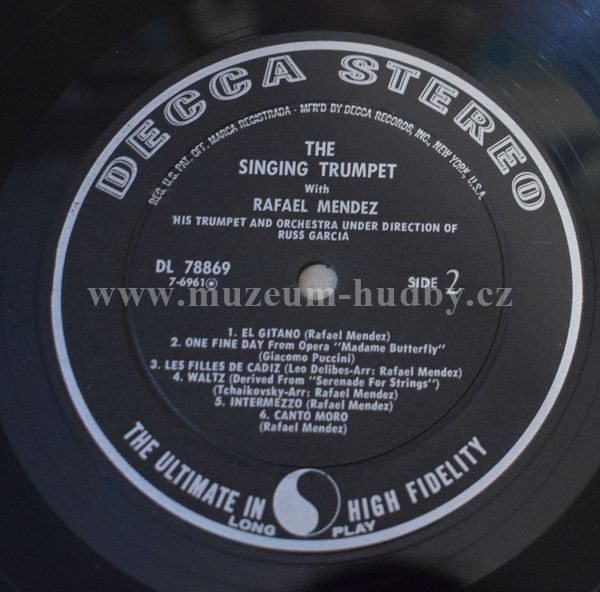 DECCA STEREO
REG. U.S. PAT. OFF. MARCA REGISTRADA - MFR'D BY DECCA RECORDS, INC., NEW YORK, U.S.A.
THE
SINGING TRUMPET
With
RAFAEL MENDEZ
HIS TRUMPET AND ORCHESTRA UNDER DIRECTION OF
RUSS GARCIA
DL 78869
7-6961
SIDE 2
www.muzeum-hudby.cz
1. EL GITANO (Rafael Mendez)
2. ONE FINE DAY From Opera "Madame Butterfly"
(Giacomo Puccini)
3. LES FILLES DE CADIZ (Leo Delibes-Arr: Rafael Mendez)
4. WALTZ (Derived From "Serenade For Strings")
(Tchaikovsky-Arr: Rafael Mendez)
5. INTERMEZZO (Rafael Mendez)
6. CANTO MORO
(Rafael Mendez)
THE ULTIMATE IN HIGH FIDELITY
LONG PLAY